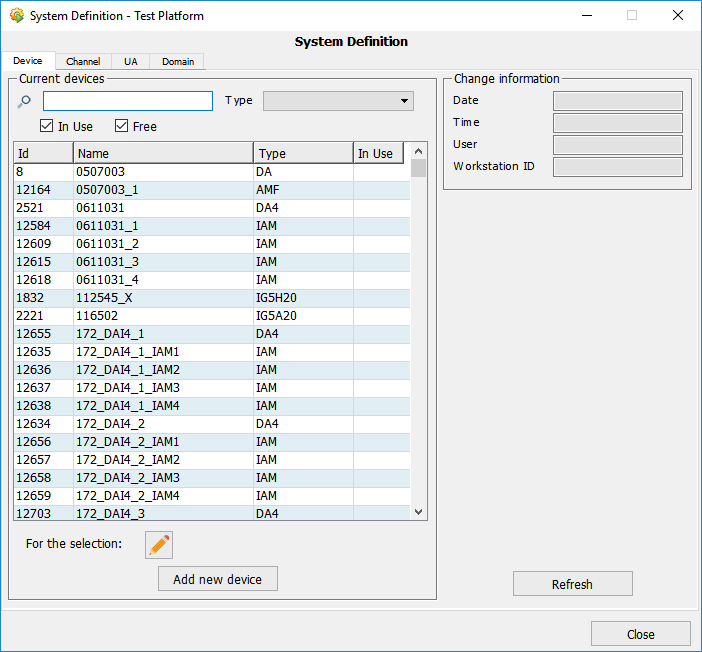 System Definition - Test Platform
System Definition
Device Channel UA Domain
Current devices
Type
In Use Free
Id Name Type In Use
8 0507003 DA
12164 0507003_1 AMF
2521 0611031 DA4
12584 0611031_1 IAM
12609 0611031_2 IAM
12615 0611031_3 IAM
12618 0611031_4 IAM
1832 112545_X IG5H20
2221 116502 IG5A20
12655 172_DAI4_1 DA4
12635 172_DAI4_1_IAM1 IAM
12636 172_DAI4_1_IAM2 IAM
12637 172_DAI4_1_IAM3 IAM
12638 172_DAI4_1_IAM4 IAM
12634 172_DAI4_2 DA4
12656 172_DAI4_2_IAM1 IAM
12657 172_DAI4_2_IAM2 IAM
12658 172_DAI4_2_IAM3 IAM
12659 172_DAI4_2_IAM4 IAM
12703 172_DAI4_3 DA4
For the selection:
Add new device
Change information
Date
Time
User
Workstation ID
Refresh
Close